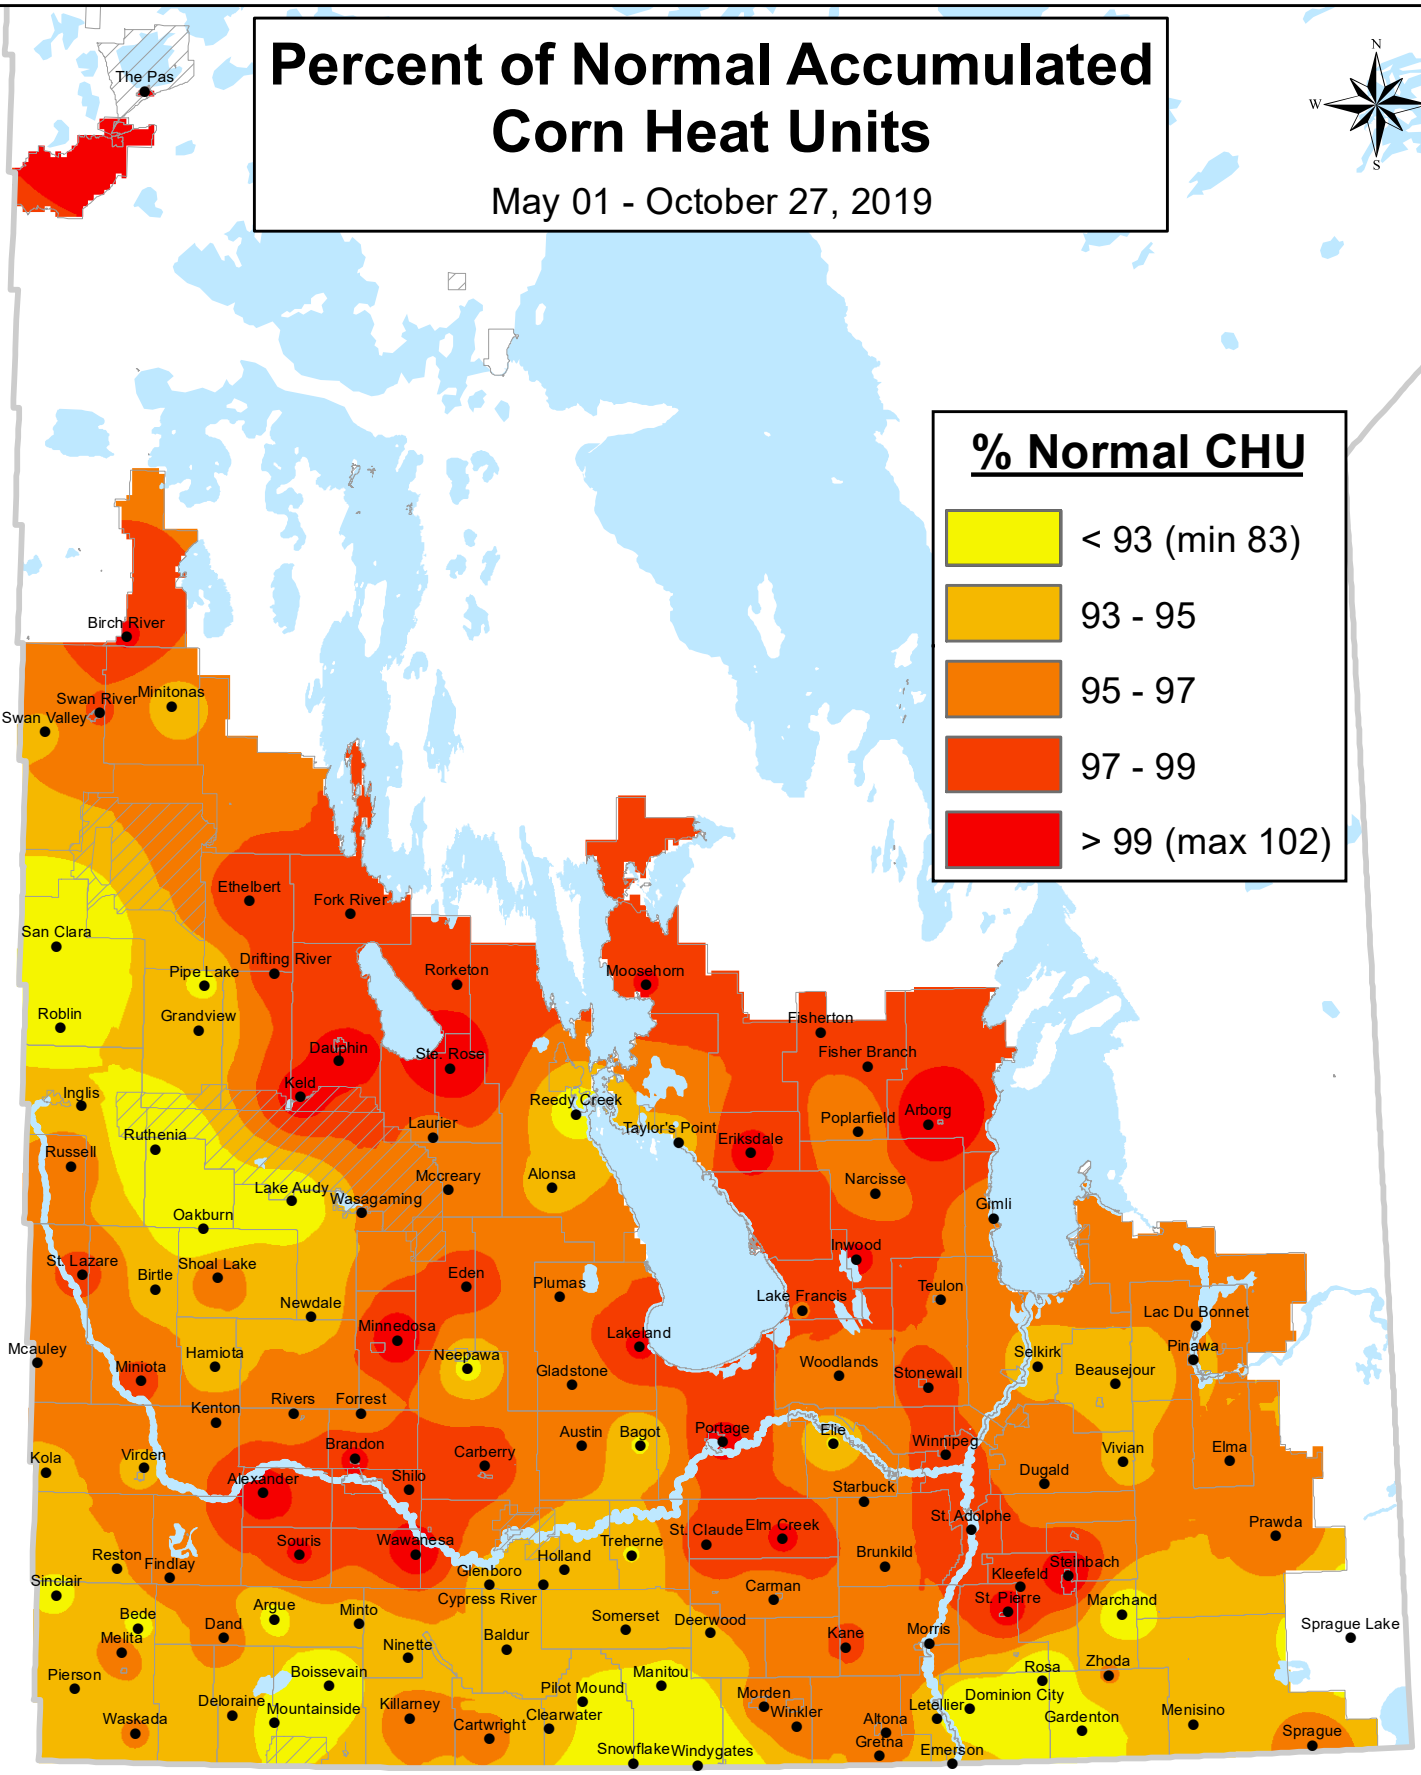 Percent of Normal Accumulated
Corn Heat Units
May 01 - October 27, 2019
N
W
S
The Pas
% Normal CHU
< 93 (min 83)
93 - 95
95 - 97
97 - 99
> 99 (max 102)
Birch River
Swan River
Minitonas
Swan Valley
Ethelbert
Fork River
San Clara
Drifting River
Pipe Lake
Rorketon
Moosehorn
Roblin
Grandview
Fisherton
Dauphin
Ste. Rose
Fisher Branch
Keld
Inglis
Reedy Creek
Arborg
Laurier
Taylor's Point
Poplarfield
Ruthenia
Eriksdale
Russell
Mccreary
Alonsa
Narcisse
Lake Audy
Wasagaming
Gimli
Oakburn
Inwood
St. Lazare
Birtle
Shoal Lake
Eden
Plumas
Teulon
Newdale
Lake Francis
Lac Du Bonnet
Minnedosa
Lakeland
Mcauley
Hamiota
Neepawa
Pinawa
Miniota
Gladstone
Woodlands
Stonewall
Selkirk
Beausejour
Rivers
Forrest
Kenton
Austin
Bagot
Portage
Elie
Brandon
Carberry
Winnipeg
Vivian
Elma
Kola
Virden
Alexander
Shilo
Starbuck
Dugald
St. Adolphe
Prawda
St. Claude
Elm Creek
Souris
Wawanesa
Treherne
Reston
Findlay
Holland
Brunkild
Steinbach
Glenboro
Kleefeld
Sinclair
Cypress River
Carman
St. Pierre
Marchand
Bede
Argue
Minto
Somerset
Deerwood
Dand
Sprague Lake
Melita
Ninette
Baldur
Kane
Morris
Pierson
Boissevain
Manitou
Rosa
Zhoda
Pilot Mound
Morden
Dominion City
Deloraine
Mountainside
Killarney
Clearwater
Winkler
Letellier
Menisino
Waskada
Cartwright
Altona
Gardenton
Sprague
Snowflake
Windygates
Gretna
Emerson